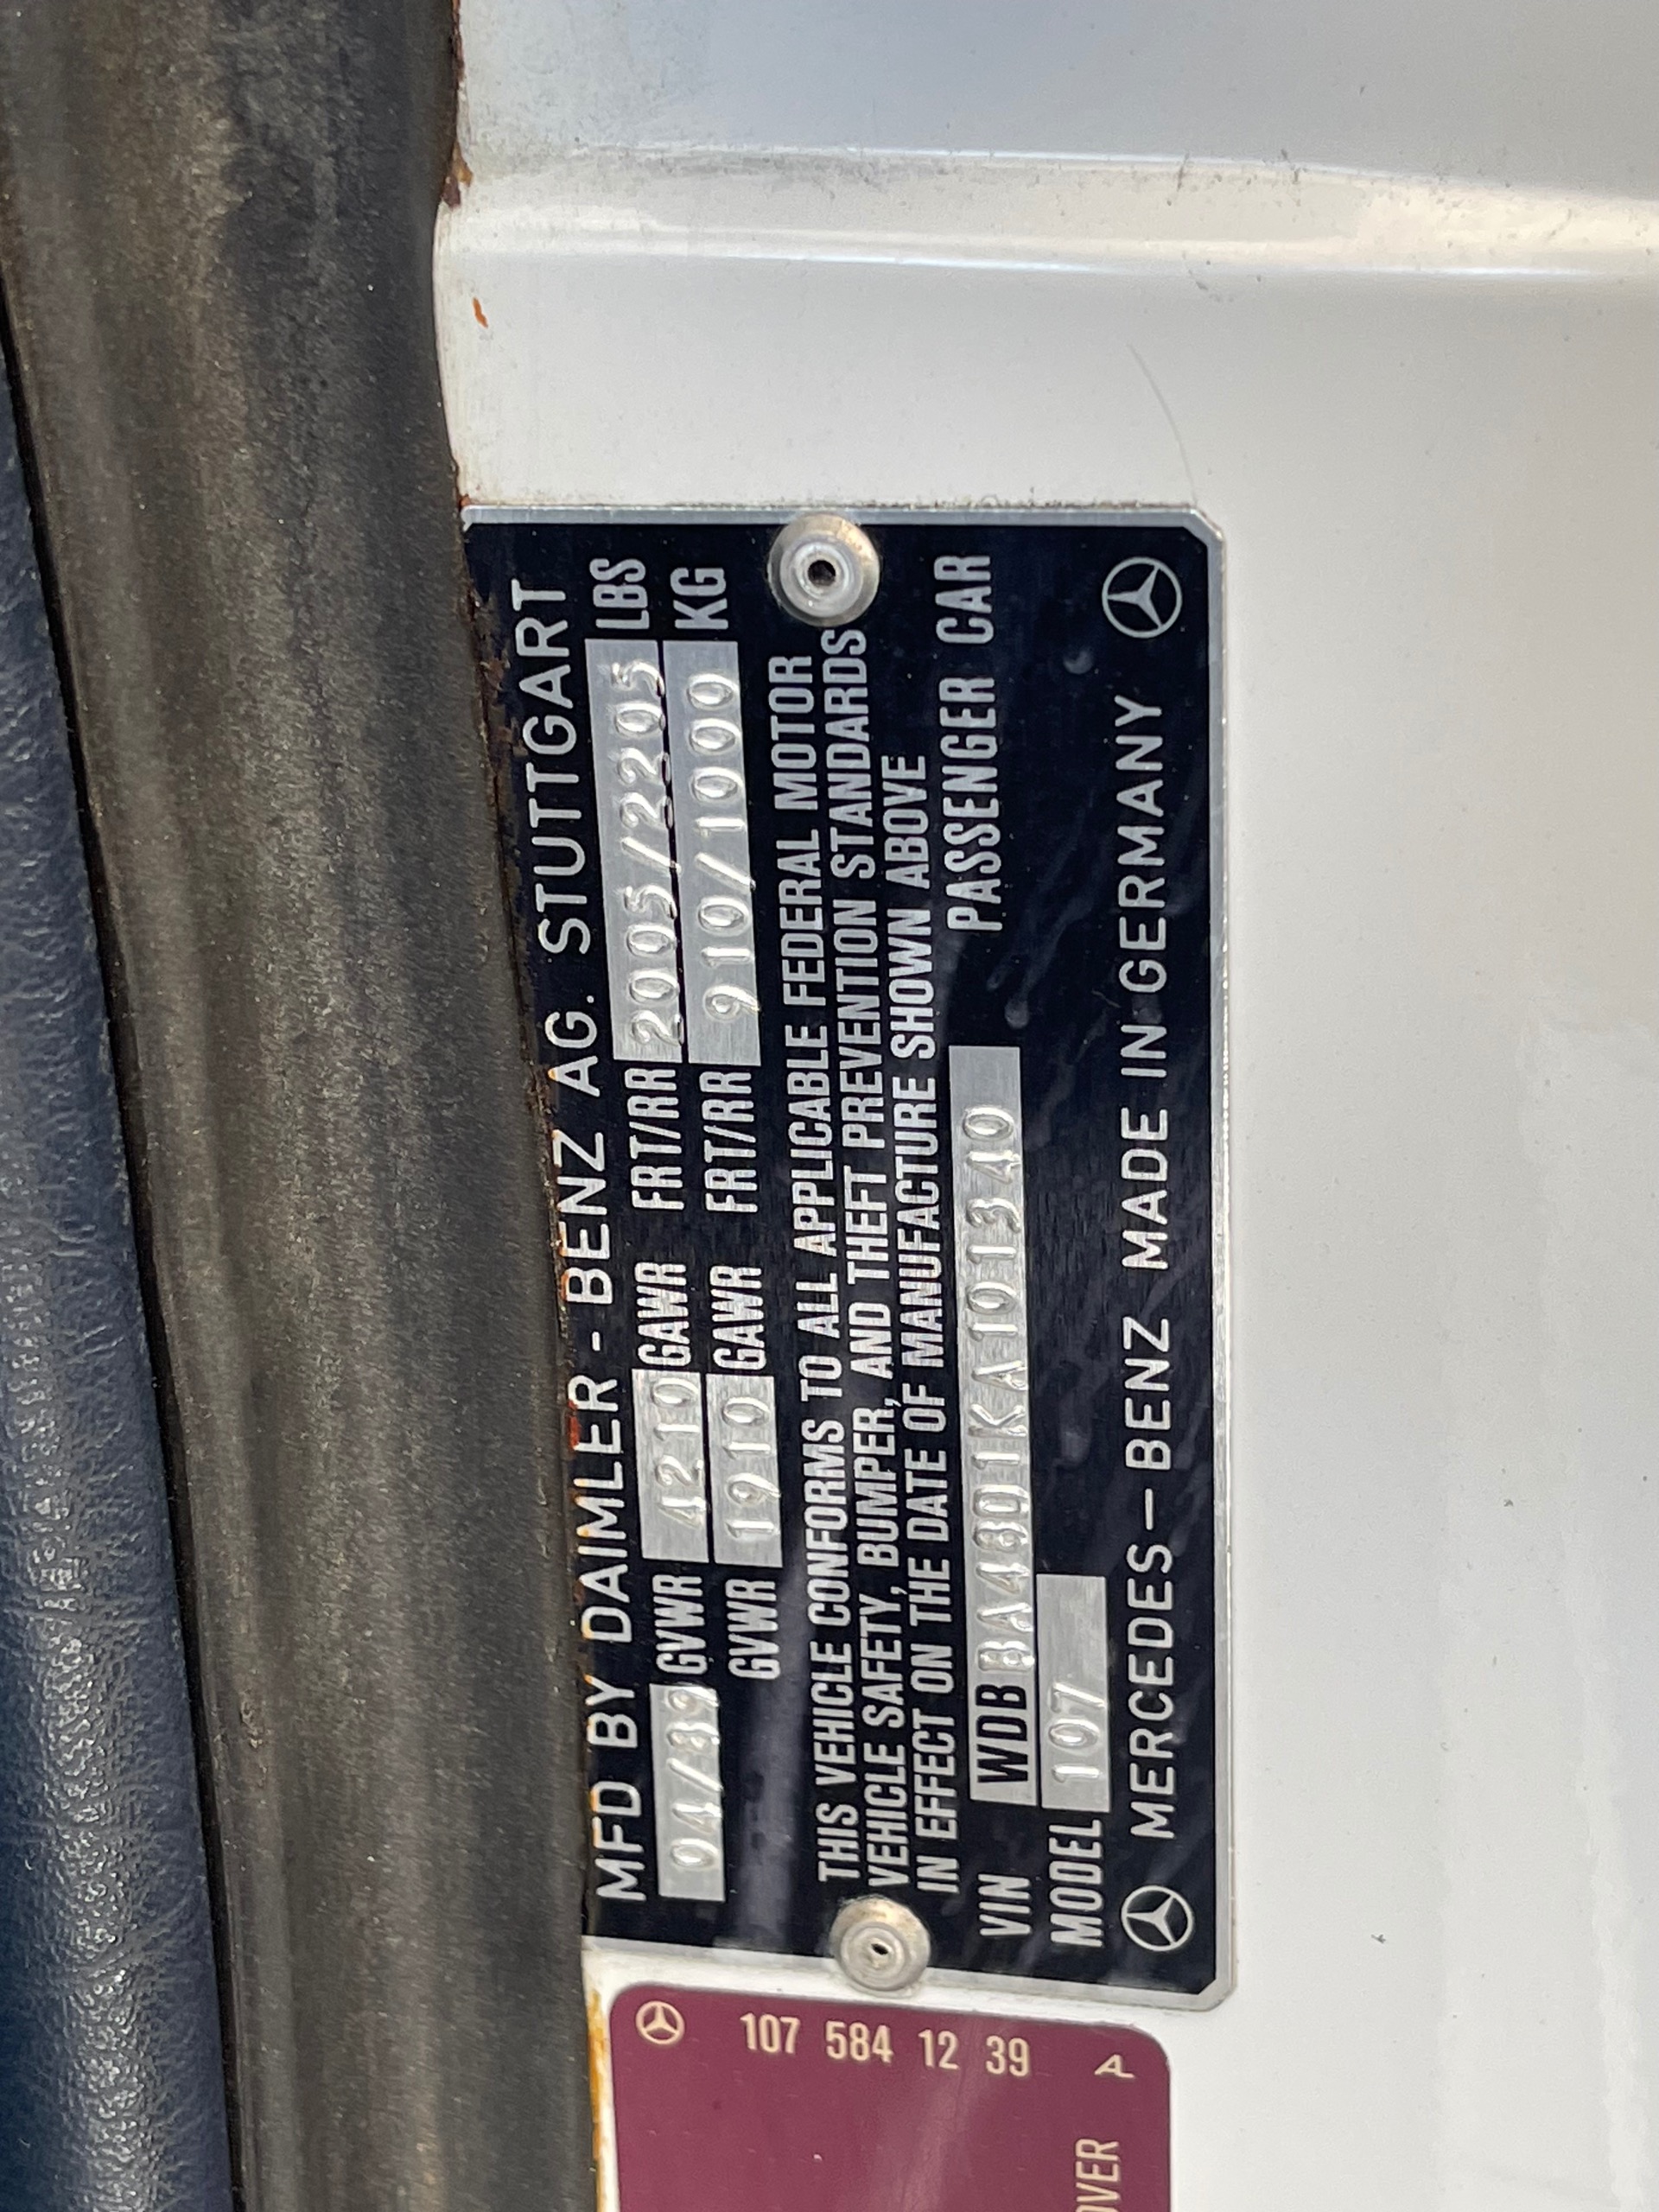 MFD BY DAIMLER - BENZ AG. STUTTGART
04/89 GVWR 4210 GAWR FRT/RR 2005/2205 LBS
GVWR 1910 GAWR FRT/RR 910/1000 KG
THIS VEHICLE CONFORMS TO ALL APPLICABLE FEDERAL MOTOR
VEHICLE SAFETY, BUMPER, AND THEFT PREVENTION STANDARDS
IN EFFECT ON THE DATE OF MANUFACTURE SHOWN ABOVE
VIN WDB BA48D1KA101340 PASSENGER CAR
MODEL 107
MERCEDES-BENZ MADE IN GERMANY
107 584 12 39 A